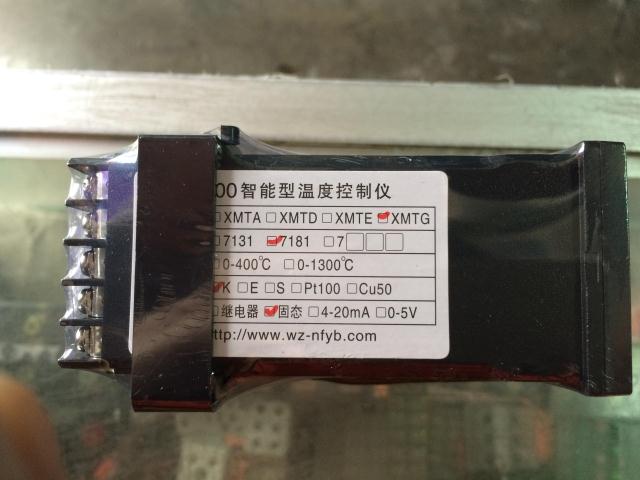 00智能型温度控制仪
□XMTA □XMTD □XMTE ☑XMTG
□7131 ☑7181 □7□□□
□0-400℃ □0-1300℃
☑K □E □S □Pt100 □Cu50
□继电器 ☑固态 □4-20mA □0-5V
ttp://www.wz-nfyb.com